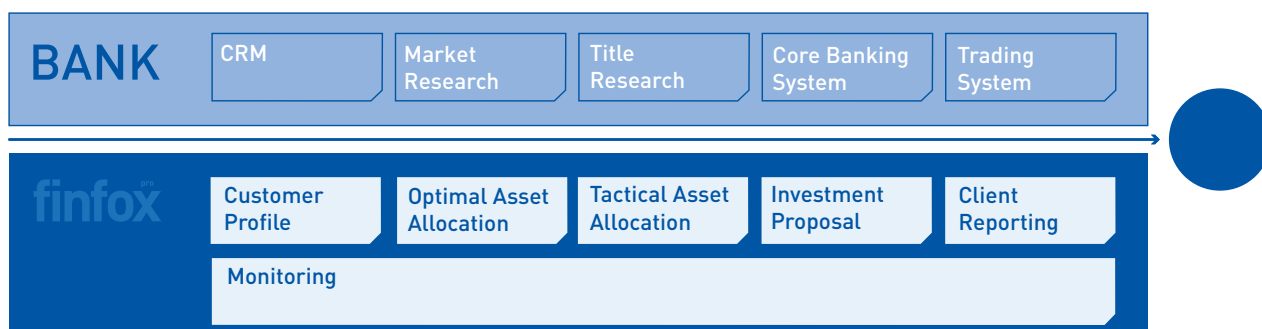 BANK
CRM
Market
Research
Title
Research
Core Banking
System
Trading
System
finfox pro
Customer
Profile
Optimal Asset
Allocation
Tactical Asset
Allocation
Investment
Proposal
Client
Reporting
Monitoring